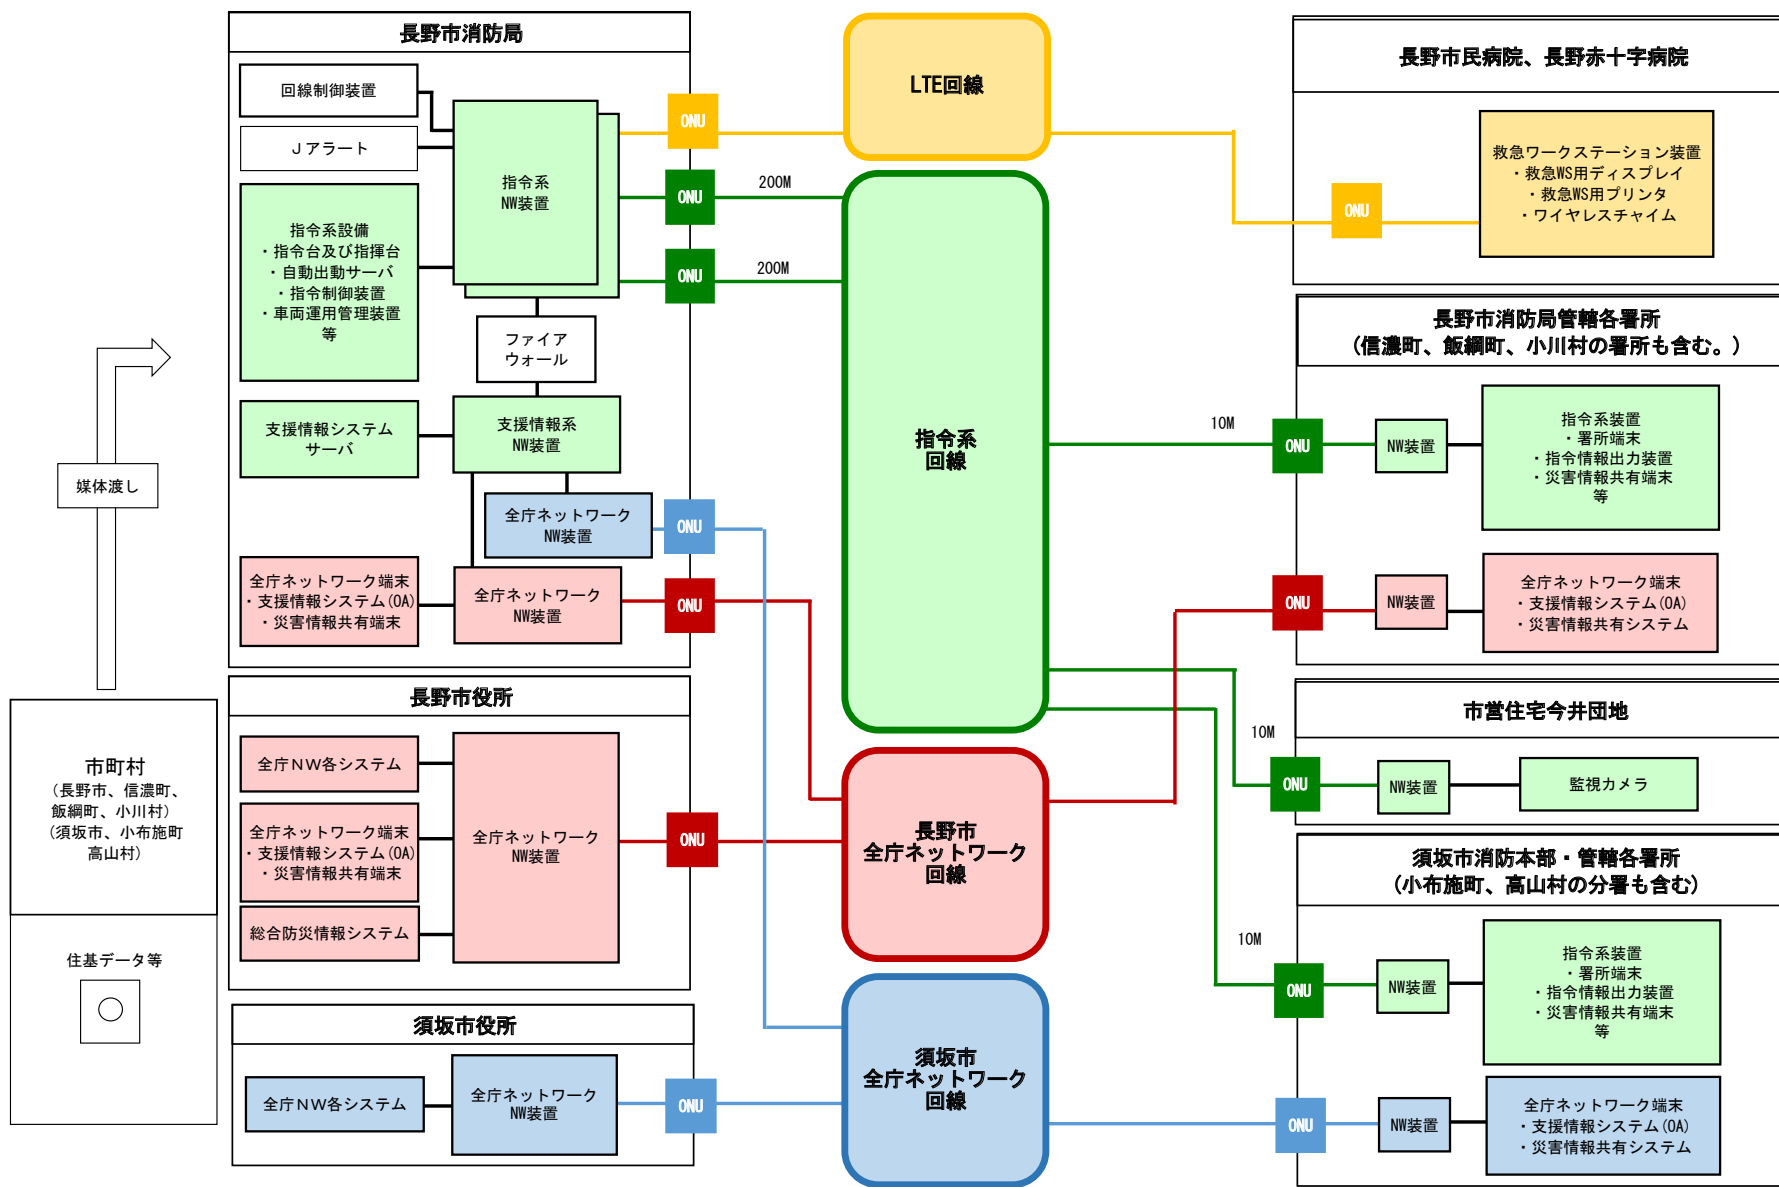 長野市消防局
回線制御装置
Ｊアラート
指令系
NW装置
指令系設備
・指令台及び指揮台
・自動出動サーバ
・指令制御装置
・車両運用管理装置
等
ファイア
ウォール
支援情報システム
サーバ
支援情報系
NW装置
全庁ネットワーク
NW装置
全庁ネットワーク端末
・支援情報システム(OA)
・災害情報共有端末
全庁ネットワーク
NW装置
ONU
ONU
ONU
ONU
ONU
200M
200M
媒体渡し
市町村
(長野市、信濃町、
飯綱町、小川村)
(須坂市、小布施町
高山村)
住基データ等
長野市役所
全庁ＮＷ各システム
全庁ネットワーク端末
・支援情報システム(OA)
・災害情報共有端末
総合防災情報システム
全庁ネットワーク
NW装置
ONU
須坂市役所
全庁ＮＷ各システム
全庁ネットワーク
NW装置
ONU
LTE回線
指令系
回線
長野市
全庁ネットワーク
回線
須坂市
全庁ネットワーク
回線
長野市民病院、長野赤十字病院
ONU
救急ワークステーション装置
・救急WS用ディスプレイ
・救急WS用プリンタ
・ワイヤレスチャイム
長野市消防局管轄各署所
(信濃町、飯綱町、小川村の署所も含む。)
10M
ONU
NW装置
指令系装置
・署所端末
・指令情報出力装置
・災害情報共有端末
等
ONU
NW装置
全庁ネットワーク端末
・支援情報システム(OA)
・災害情報共有システム
市営住宅今井団地
10M
ONU
NW装置
監視カメラ
須坂市消防本部・管轄各署所
(小布施町、高山村の分署も含む)
10M
ONU
NW装置
指令系装置
・署所端末
・指令情報出力装置
・災害情報共有端末
等
ONU
NW装置
全庁ネットワーク端末
・支援情報システム(OA)
・災害情報共有システム